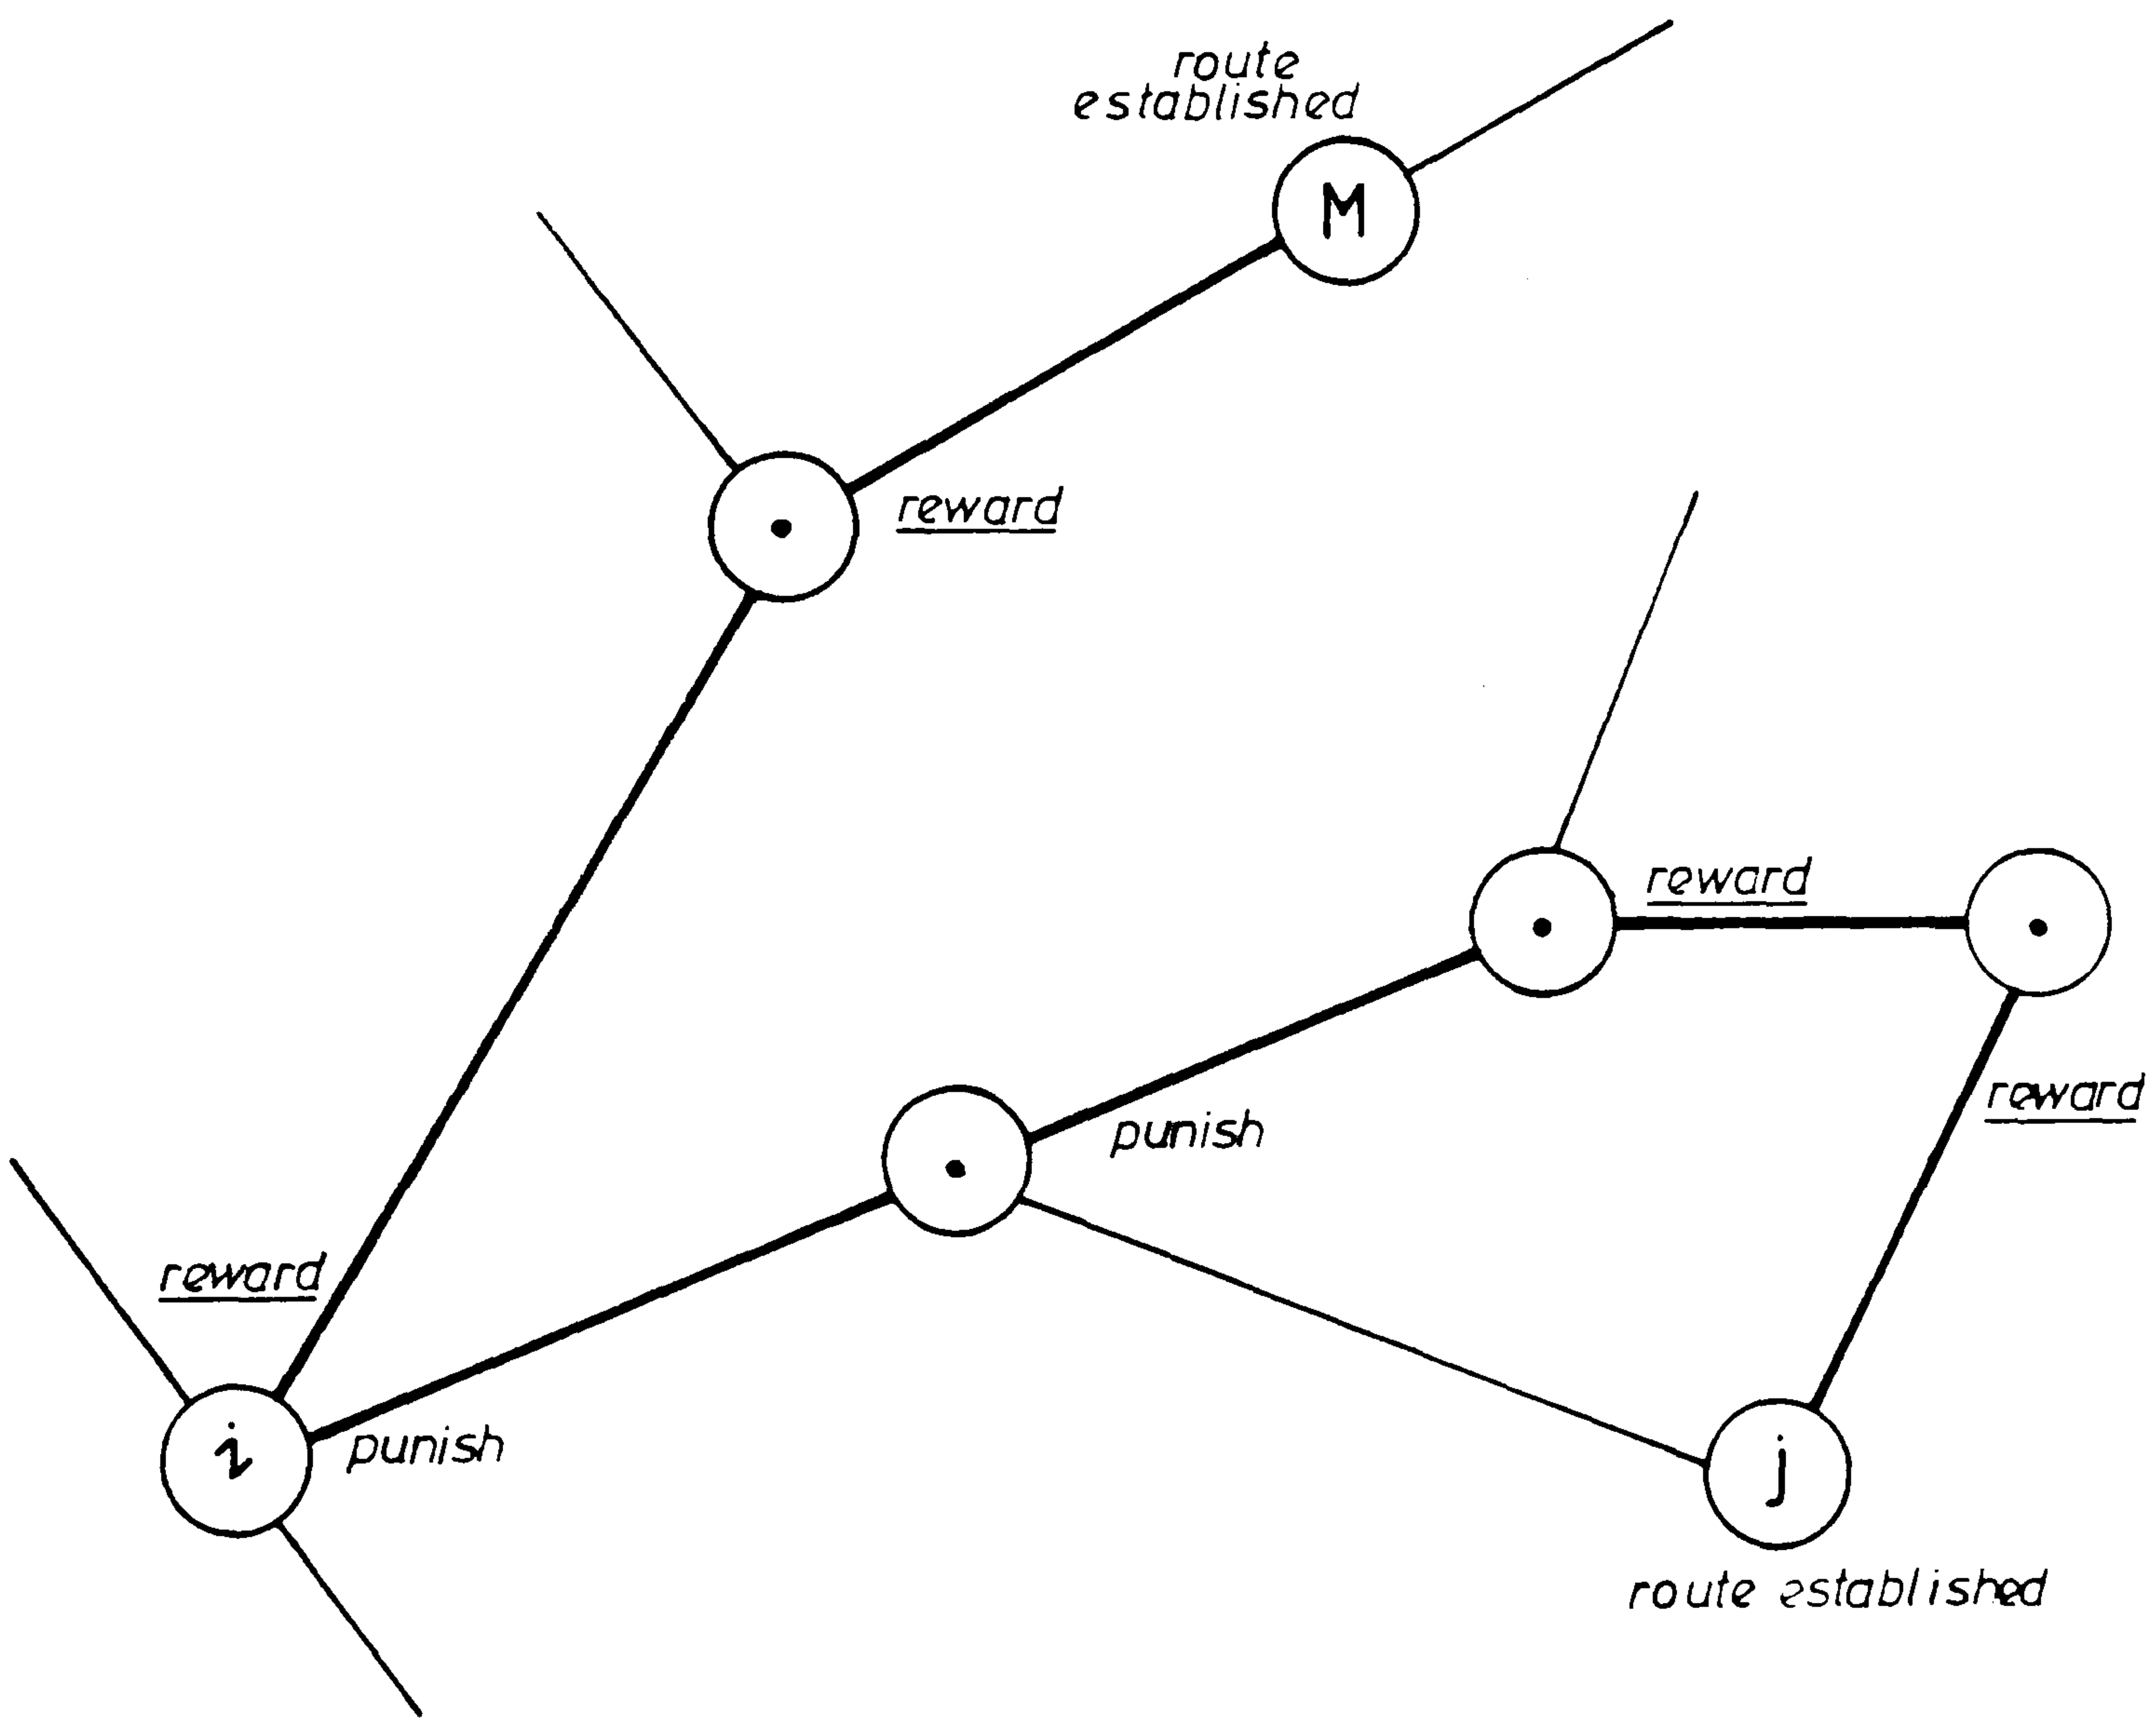 route
established
M
reward
reward
reward
punish
reward
i
punish
j
route established